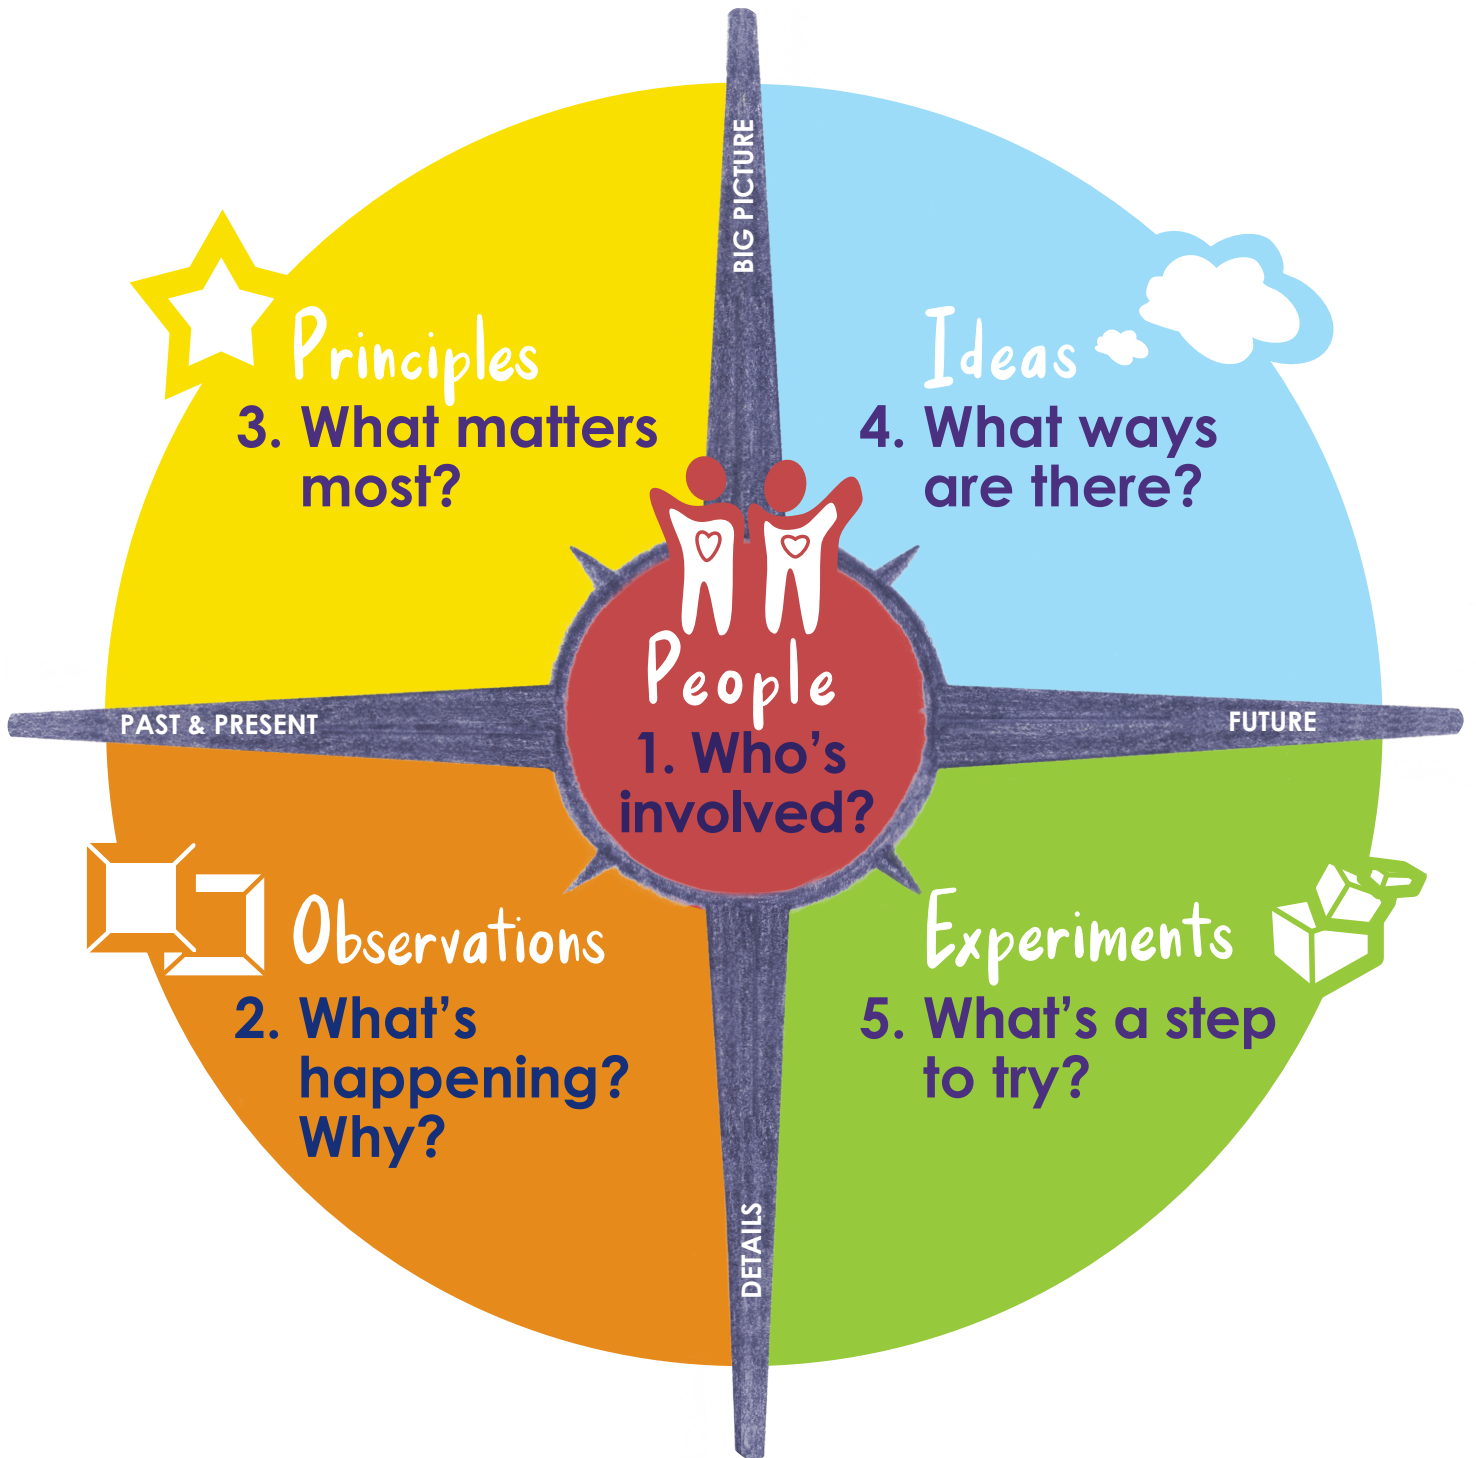 BIG PICTURE
Principles
3. What matters
most?
Ideas
4. What ways
are there?
PAST & PRESENT
People
1. Who’s
involved?
FUTURE
Observations
2. What’s
happening?
Why?
Experiments
5. What’s a step
to try?
DETAILS